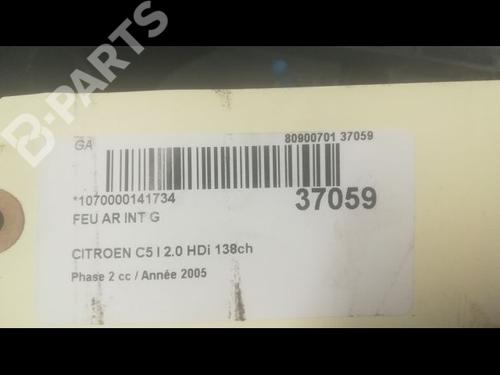 B-PARTS
GA
80900701 37059
*1070000141734
37059
FEU AR INT G
CITROEN C5 I 2.0 HDi 138ch
Phase 2 cc / Année 2005